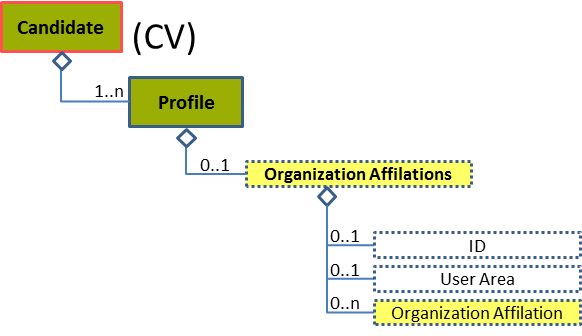 Candidate (CV)
1..n
Profile
0..1
Organization Affilations
0..1
ID
0..1
User Area
0..n
Organization Affilation